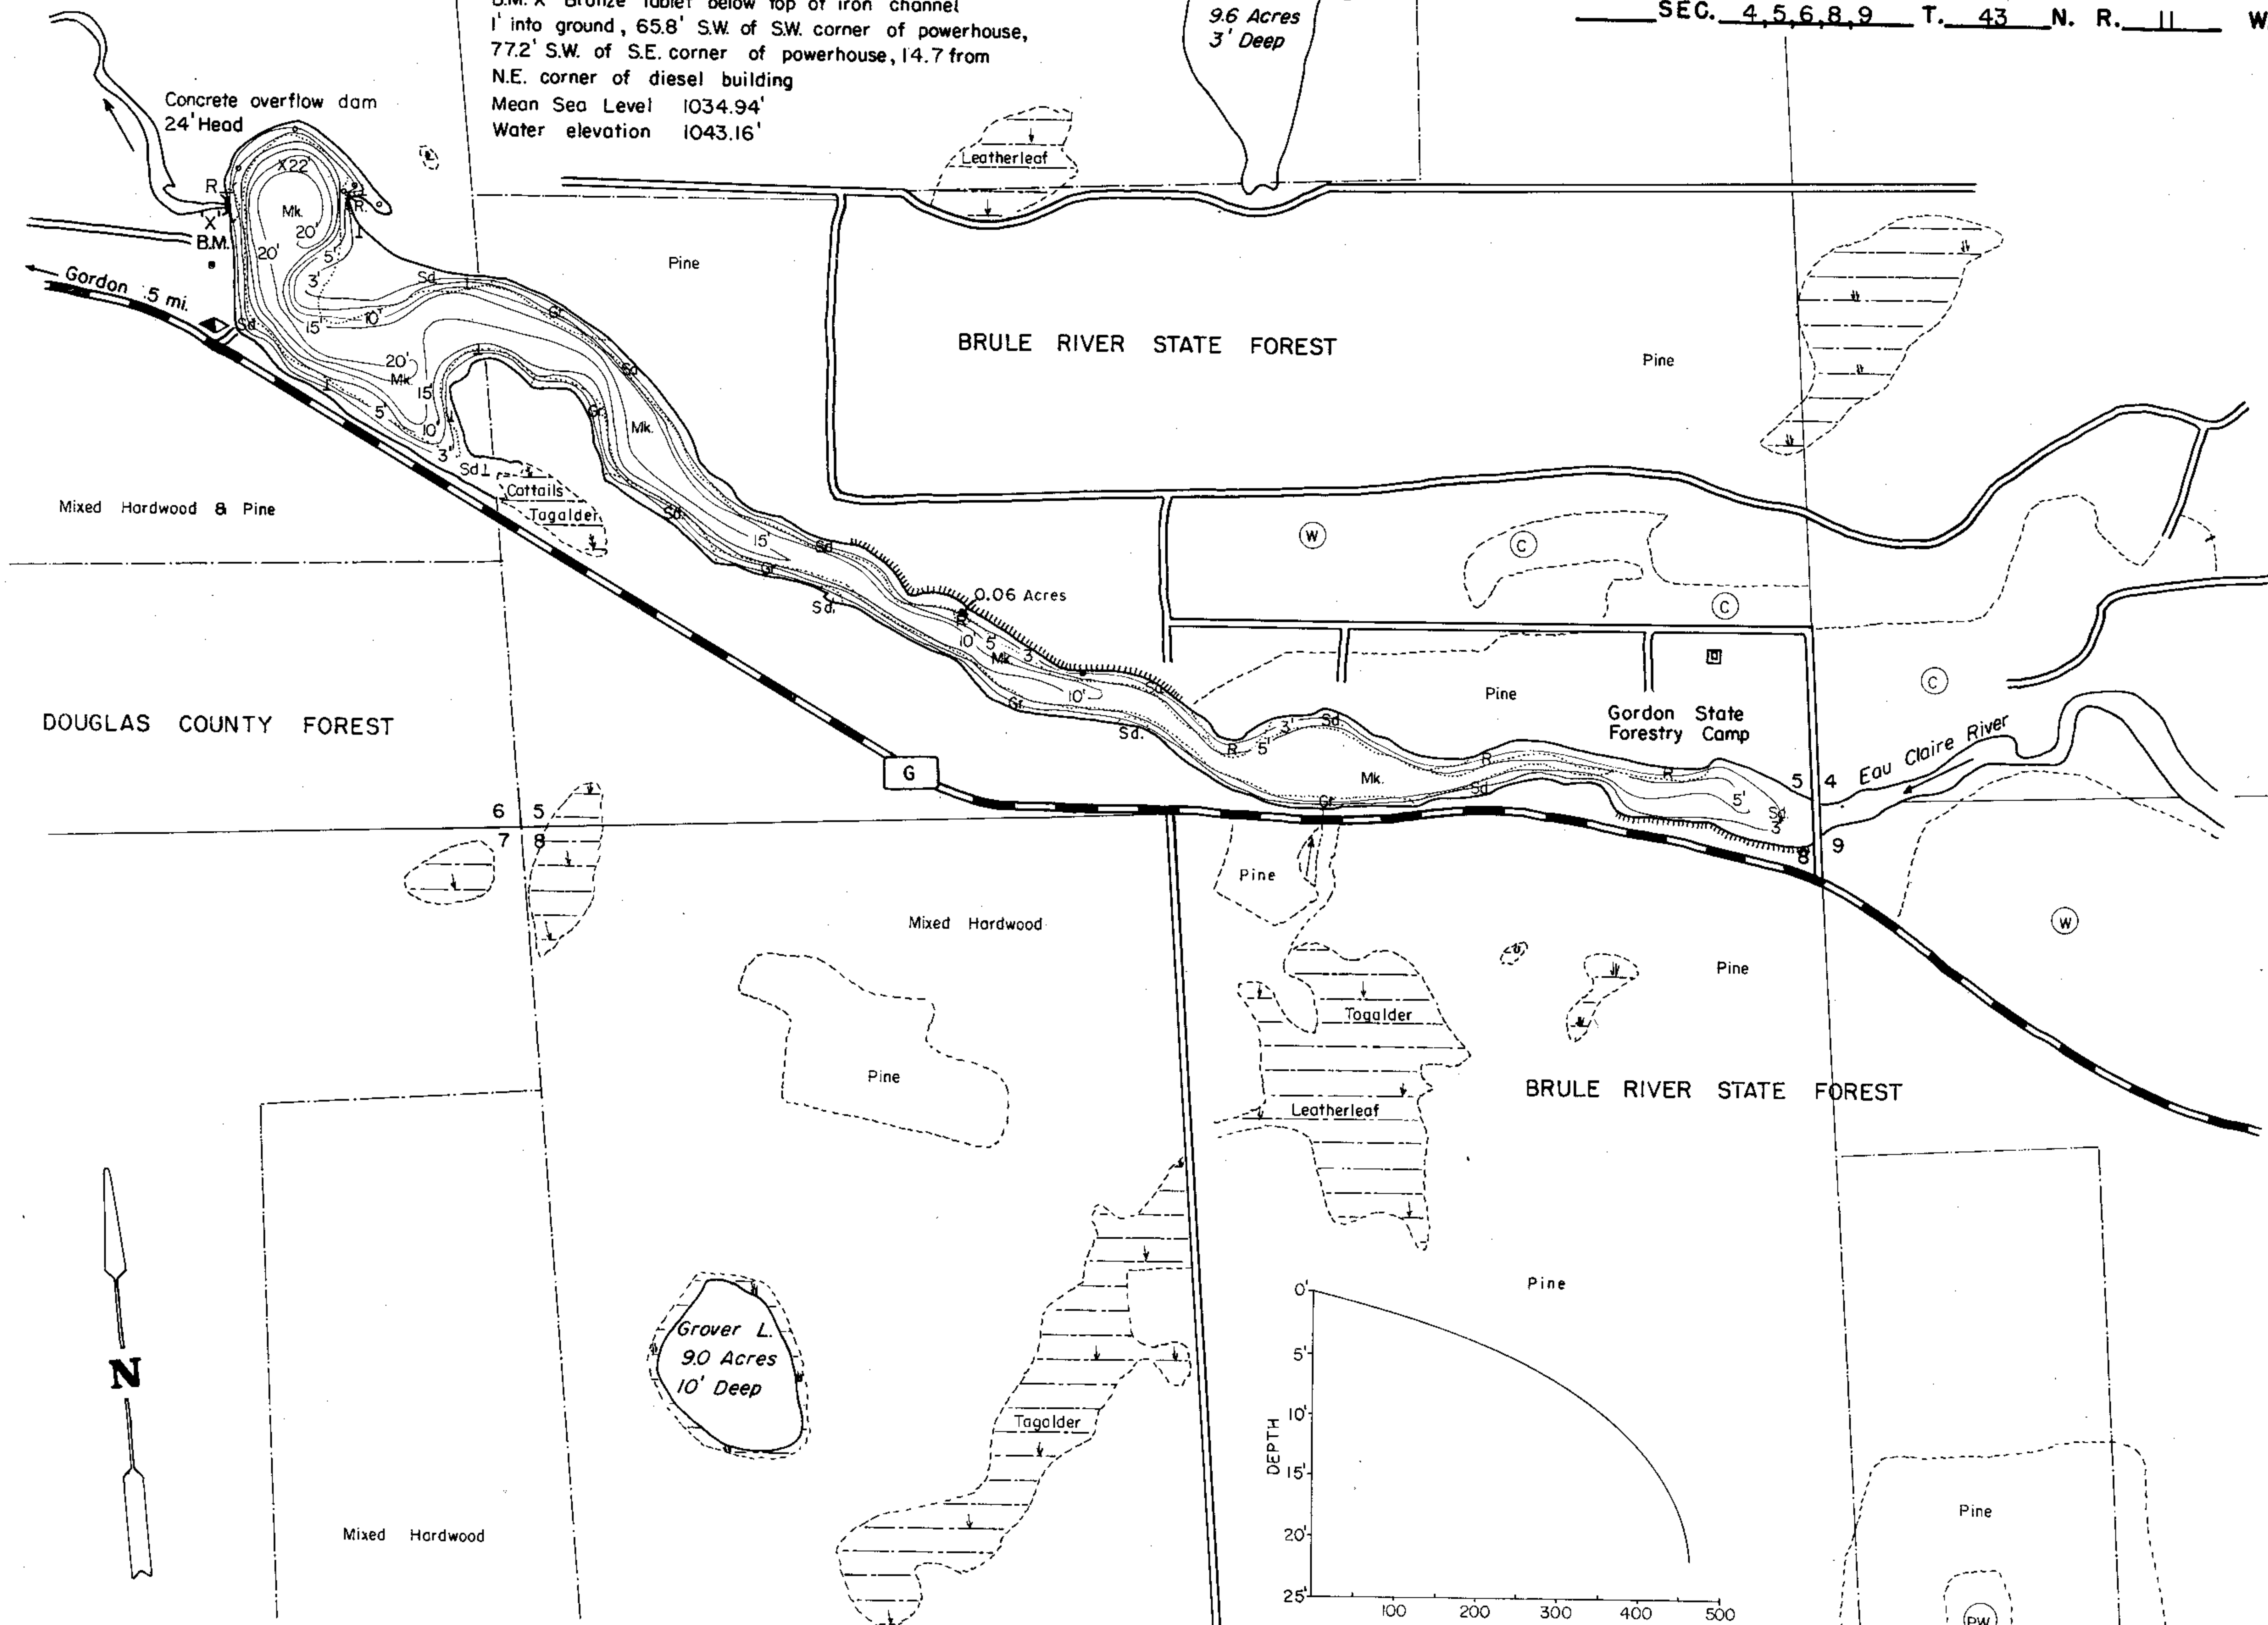 B.M. 'X' Bronze Tablet below top of iron channel
1' into ground, 65.8' S.W. of S.W. corner of powerhouse,
77.2' S.W. of S.E. corner of powerhouse, 14.7 from
N.E. corner of diesel building
Mean Sea Level 1034.94'
Water elevation 1043.16'
9.6 Acres
3' Deep
SEC. 4,5,6,8,9 T. 43 N. R. 11 W
Concrete overflow dam
24' Head
Leatherleaf
X22'
R
R.
Mk.
'X'
B.M.
20'
20'
5'
3'
Gordon .5 mi.
Sd.
15'
10'
Sd.
Gr.
Pine
BRULE RIVER STATE FOREST
Pine
20'
Mk.
15'
5'
10'
3'
Sd.
Gr.
Mk.
Sd
Cattails
Tagalder
Mixed Hardwood & Pine
Sd.
15'
Sd.
Gr.
Sd.
W
C
C
0.06 Acres
R.
10' 5' 3'
Mk.
10'
Gr.
Sd.
Sd.
C
Pine
Gordon State
Forestry Camp
DOUGLAS COUNTY FOREST
G
R
5'
3'
Sd.
Mk.
Gr.
R
Sd.
R
5'
Sd.
3'
5 4
8 9
Eau Claire River
6 5
7 8
Pine
W
Mixed Hardwood
Pine
Tagalder
Pine
Leatherleaf
BRULE RIVER STATE FOREST
N
Grover L.
9.0 Acres
10' Deep
Tagalder
Mixed Hardwood
Pine
0'
5'
10'
15'
20'
25'
DEPTH
100 200 300 400 500
Pine
PW